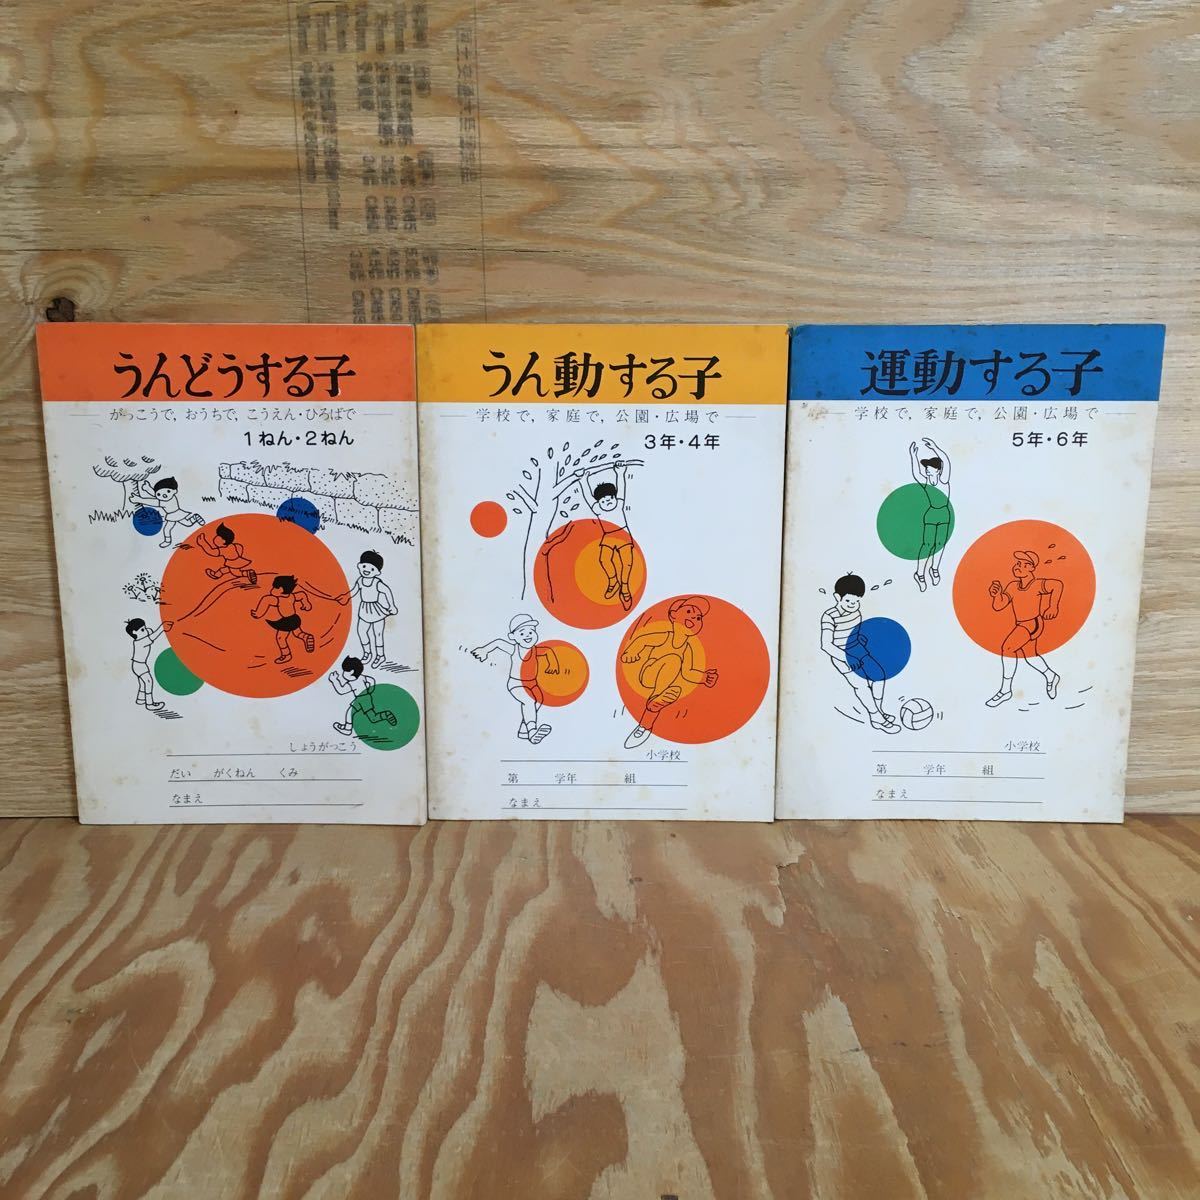 うんどうする子
がっこうで，おうちで，こうえん・ひろばで
1ねん・2ねん
しょうがっこう
だい　がくねん　くみ
なまえ
うん動する子
学校で，家庭で，公園・広場で
3年・4年
小学校
第　学年　組
なまえ
運動する子
学校で，家庭で，公園・広場で
5年・6年
小学校
第　学年　組
なまえ